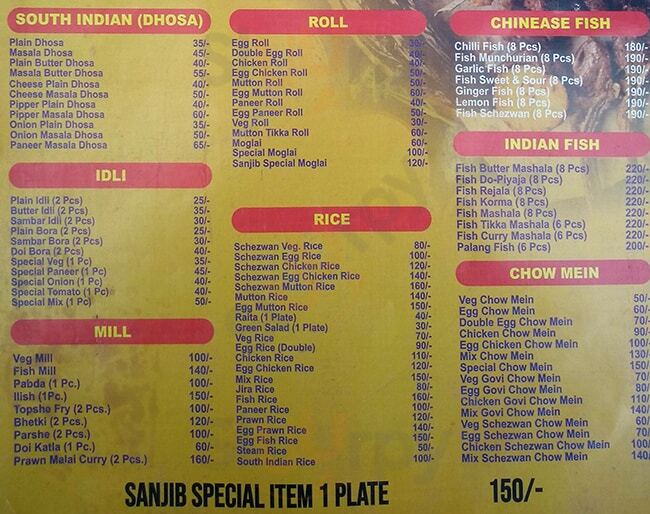 SOUTH INDIAN (DHOSA)
Plain Dhosa 35/-
Masala Dhosa 45/-
Plain Butter Dhosa 40/-
Masala Butter Dhosa 55/-
Cheese Plain Dhosa 40/-
Cheese Masala Dhosa 50/-
Pipper Plain Dhosa 40/-
Pipper Masala Dhosa 60/-
Onion Plain Dhosa 35/-
Onion Masala Dhosa 50/-
Paneer Masala Dhosa 65/-
IDLI
Plain Idli (2 Pcs) 25/-
Butter Idli (2 Pcs) 35/-
Sambar Idli (2 Pcs) 30/-
Plain Bora (2 Pcs) 25/-
Sambar Bora (2 Pcs) 30/-
Doi Bora (2 Pcs) 40/-
Special Veg (1 Pc) 35/-
Special Paneer (1 Pc) 45/-
Special Onion (1 Pc) 40/-
Special Tomato (1 Pc) 40/-
Special Mix (1 Pc) 50/-
MILL
Veg Mill 100/-
Fish Mill 140/-
Pabda (1 Pc.) 100/-
Ilish (1Pc.) 150/-
Topshe Fry (2 Pcs.) 100/-
Bhetki (2 Pcs.) 120/-
Parshe (2 Pcs.) 100/-
Doi Katla (1 Pc.) 60/-
Prawn Malai Curry (2 Pcs.) 160/-
ROLL
Egg Roll 30/-
Double Egg Roll 40/-
Chicken Roll 40/-
Egg Chicken Roll 50/-
Mutton Roll 50/-
Egg Mutton Roll 60/-
Paneer Roll 40/-
Egg Paneer Roll 50/-
Veg Roll 30/-
Mutton Tikka Roll 60/-
Moglai 60/-
Special Moglai 100/-
Sanjib Special Moglai 120/-
RICE
Schezwan Veg. Rice 80/-
Schezwan Egg Rice 100/-
Schezwan Chicken Rice 120/-
Schezwan Egg Chicken Rice 140/-
Schezwan Mutton Rice 160/-
Mutton Rice 140/-
Egg Mutton Rice 150/-
Raita (1 Plate) 40/-
Green Salad (1 Plate) 30/-
Veg Rice 70/-
Egg Rice (Double) 90/-
Chicken Rice 110/-
Egg Chicken Rice 120/-
Mix Rice 150/-
Jira Rice 80/-
Fish Rice 160/-
Paneer Rice 100/-
Prawn Rice 120/-
Egg Prawn Rice 140/-
Egg Fish Rice 150/-
Steam Rice 50/-
South Indian Rice 100/-
CHINEASE FISH
Chilli Fish (8 Pcs) 180/-
Fish Munchurian (8 Pcs) 190/-
Garlic Fish (8 Pcs) 190/-
Fish Sweet & Sour (8 Pcs) 190/-
Ginger Fish (8 Pcs) 190/-
Lemon Fish (8 Pcs) 190/-
Fish Schezwan (8 Pcs) 190/-
INDIAN FISH
Fish Butter Mashala (8 Pcs) 220/-
Fish Do-Piyaja (8 Pcs) 220/-
Fish Rejala (8 Pcs) 220/-
Fish Korma (8 Pcs) 220/-
Fish Mashala (8 Pcs) 220/-
Fish Tikka Mashala (6 Pcs) 220/-
Fish Curry Mashala (6 Pcs) 220/-
Palang Fish (6 Pcs) 200/-
CHOW MEIN
Veg Chow Mein 50/-
Egg Chow Mein 60/-
Double Egg Chow Mein 70/-
Chicken Chow Mein 90/-
Egg Chicken Chow Mein 100/-
Mix Chow Mein 130/-
Special Chow Mein 150/-
Veg Govi Chow Mein 70/-
Egg Govi Chow Mein 80/-
Chicken Govi Chow Mein 110/-
Mix Govi Chow Mein 140/-
Veg Schezwan Chow Mein 60/-
Egg Schezwan Chow Mein 70/-
Chicken Schezwan Chow Mein 100/-
Mix Schezwan Chow Mein 140/-
SANJIB SPECIAL ITEM 1 PLATE 150/-